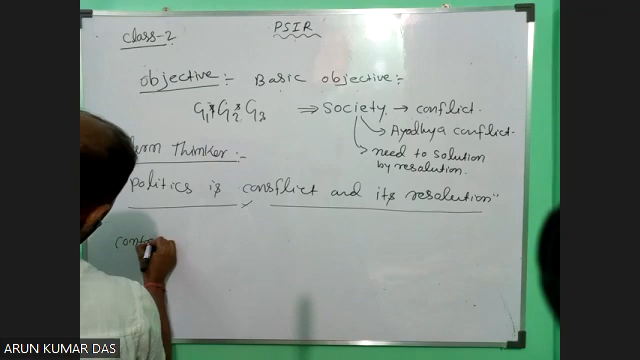 PSIR
Class-2
Objective:- Basic objective:-
G1 G2 G3 ⇒ Society → conflict.
→ Ayodhya conflict.
→ need to solution
by resolution.
Thinker:-
politics is consflict and its resolution"
ARUN KUMAR DAS